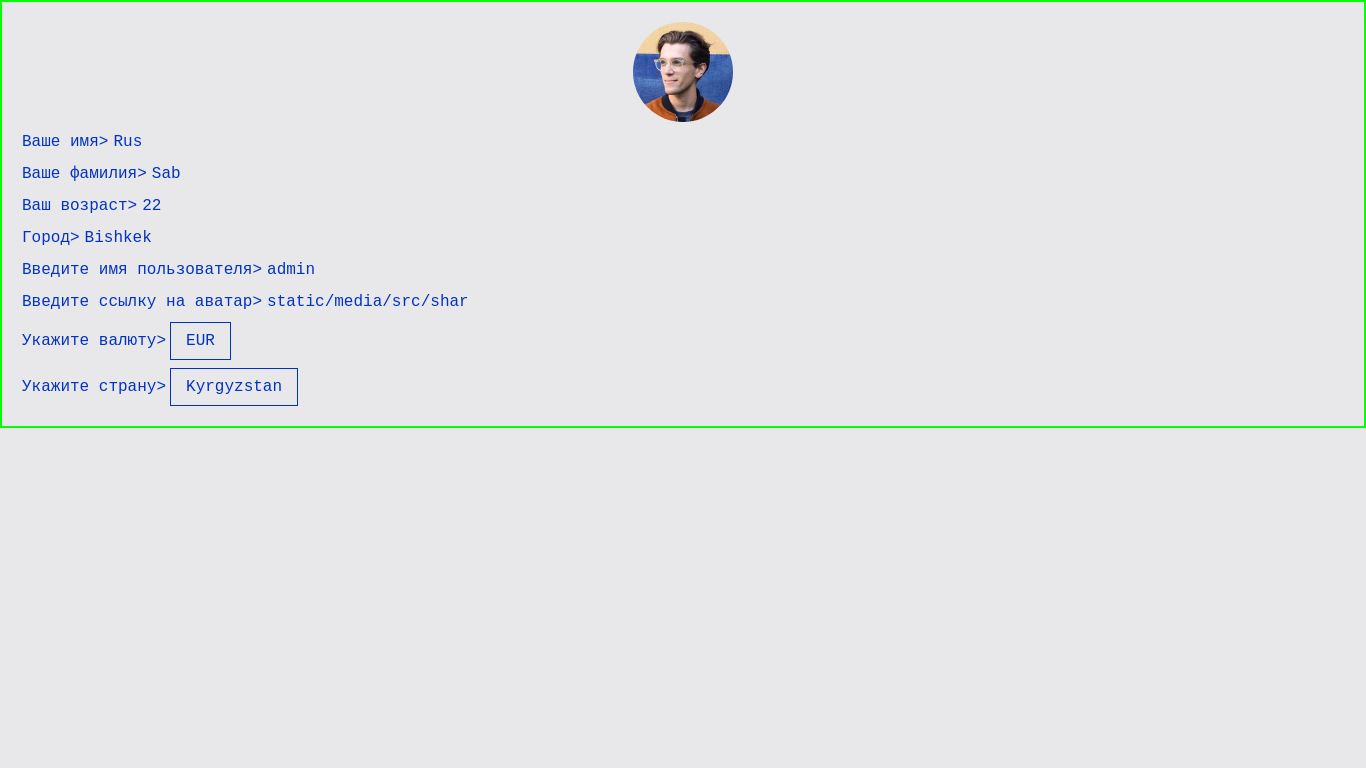 Ваше имя> Rus
Ваше фамилия> Sab
Ваш возраст> 22
Город> Bishkek
Введите имя пользователя> admin
Введите ссылку на аватар> static/media/src/shar
Укажите валюту> EUR
Укажите страну> Kyrgyzstan